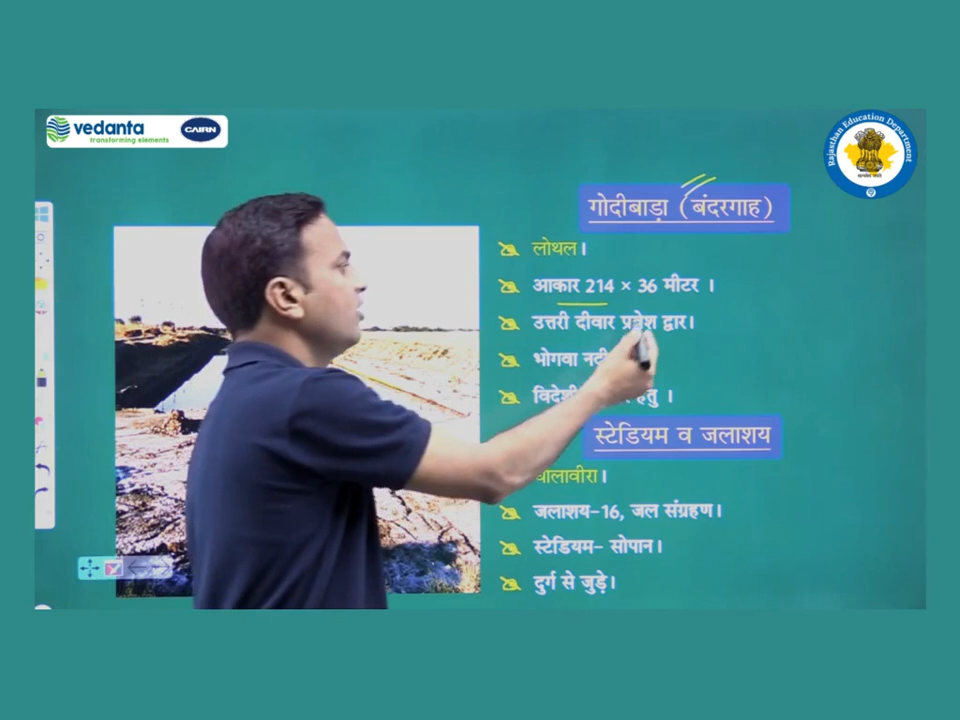 vedanta
transforming elements
CAIRN
Rajasthan Education Department
गोदीबाड़ा (बंदरगाह)
लोथल।
आकार 214 × 36 मीटर ।
उत्तरी दीवार प्रवेश द्वार।
भोगवा
हेतु ।
स्टेडियम व जलाशय
जलाशय-16, जल संग्रहण।
स्टेडियम- सोपान।
दुर्ग से जुड़े।